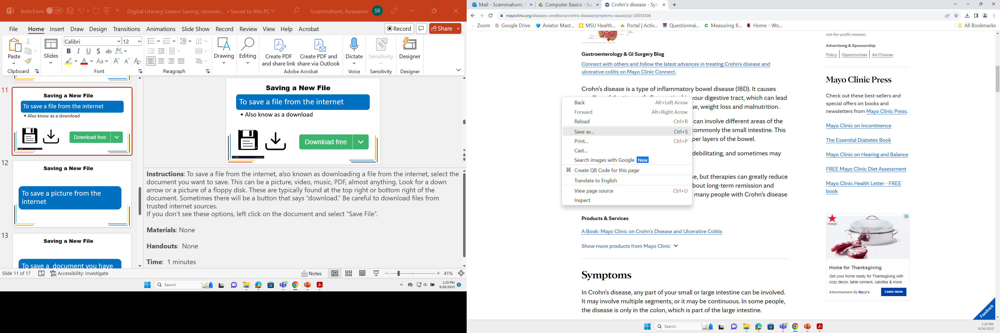 AutoSave Off
Digital Literacy Lesson Saving, recoveri... • Saved to this PC
Scammahorn, Roseanne SR
File Home Insert Draw Design Transitions Animations Slide Show Record Review View Help Acrobat
Record Share
Calibri 12
Paste Slides Drawing Editing
Create PDF and share link
Create PDF and share via Outlook
Dictate Sensitivity Designer
Clipboard Font Paragraph Adobe Acrobat Voice Sensitivity Designer
11
Saving a New File
To save a file from the internet
• Also know as a download
Download free
12
Saving a New File
To save a picture from the
internet
13
Saving a New File
To save a document you have
Saving a New File
To save a file from the internet
• Also know as a download
Download free
Instructions: To save a file from the internet, also known as downloading a file from the internet, select the
document you want to save. This can be a picture, video, music, PDF, almost anything. Look for a down
arrow or a picture of a floppy disk. These are typically found at the top right or bottom right of the
document. Sometimes there will be a button that says “download.” Be careful to download files from
trusted internet sources.
If you don’t see these options, left click on the document and select “Save File”.
Materials: None
Handouts: None
Time: 1 minutes
Slide 11 of 17 Accessibility: Investigate Notes 41%
Search
1:25 PM
9/26/2023 3
Mail - Scammahorn, Computer Basics - Sa Crohn's disease - Sym
mayoclinic.org/diseases-conditions/crohns-disease/symptoms-causes/syc-20353304
Zoom Google Drive Aviator Mast... MSU Health... Portal | Activ... Questionnai... Measuring fi... Home - Wo... All Bookmarks
Gastroenterology & GI Surgery Blog
Connect with others and follow the latest advances in treating Crohn's disease and
ulcerative colitis on Mayo Clinic Connect.
Crohn's disease is a type of inflammatory bowel disease (IBD). It causes
your digestive tract, which can lead
weight loss and malnutrition.
can involve different areas of the
commonly the small intestine. This
layers of the bowel.
debilitating, and sometimes may
but therapies can greatly reduce
about long-term remission and
many people with Crohn's disease
Back Alt+Left Arrow
Forward Alt+Right Arrow
Reload Ctrl+R
Save as... Ctrl+S
Print... Ctrl+P
Cast...
Search images with Google New
Create QR Code for this page
Translate to English
View page source Ctrl+U
Inspect
Products & Services
A Book: Mayo Clinic on Crohn's Disease and Ulcerative Colitis
Show more products from Mayo Clinic
Symptoms
In Crohn's disease, any part of your small or large intestine can be involved.
It may involve multiple segments, or it may be continuous. In some people,
the disease is only in the colon, which is part of the large intestine.
not-for-profit mission.
Advertising & Sponsorship
Policy Opportunities Ad Choices
Mayo Clinic Press
Check out these best-sellers and
special offers on books and
newsletters from Mayo Clinic Press.
Mayo Clinic on Incontinence
The Essential Diabetes Book
Mayo Clinic on Hearing and Balance
FREE Mayo Clinic Diet Assessment
Mayo Clinic Health Letter - FREE
book
macy's
Home for Thanksgiving
Get your home ready for Thanksgiving with
cozy decor, table runners, candles & more.
Advertisement By Macy's Learn more
Feedback
Search
1:25 PM
9/26/2023